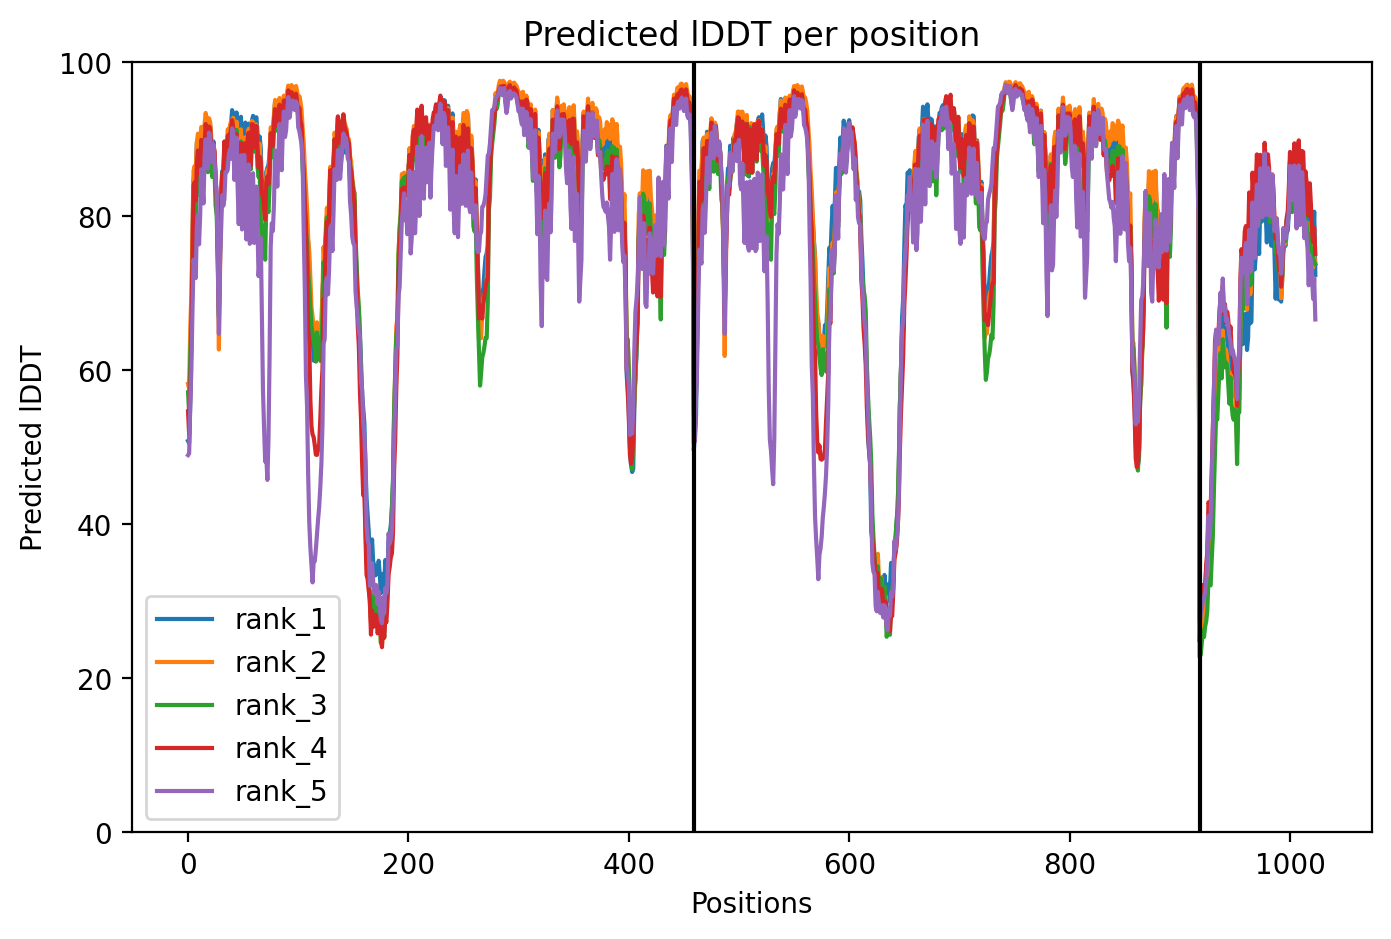 Predicted lDDT per position
Predicted lDDT
100
80
60
40
20
0
rank_1
rank_2
rank_3
rank_4
rank_5
0 200 400 600 800 1000
Positions